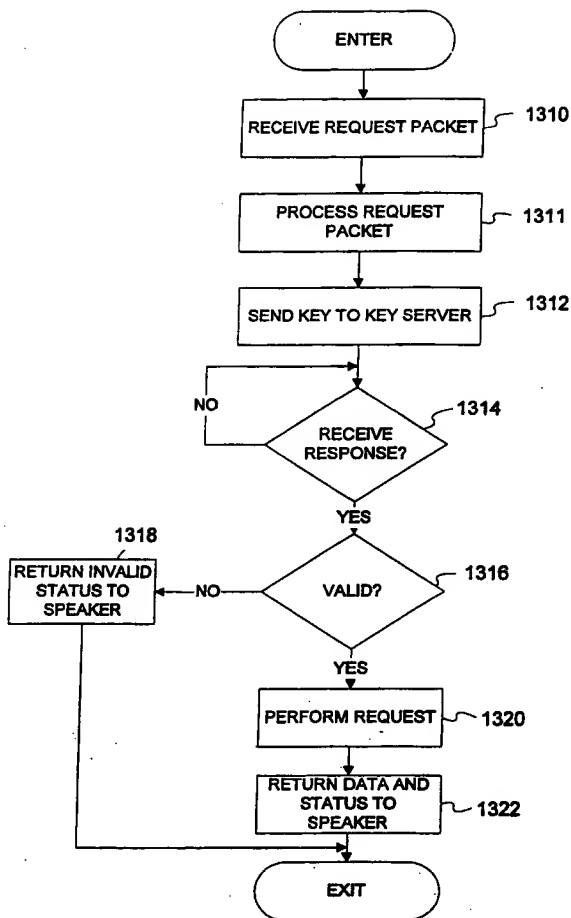 ENTER
RECEIVE REQUEST PACKET
1310
PROCESS REQUEST
PACKET
1311
SEND KEY TO KEY SERVER
1312
NO
RECEIVE
RESPONSE?
1314
YES
1318
RETURN INVALID
STATUS TO
SPEAKER
NO
VALID?
1316
YES
PERFORM REQUEST
1320
RETURN DATA AND
STATUS TO
SPEAKER
1322
EXIT